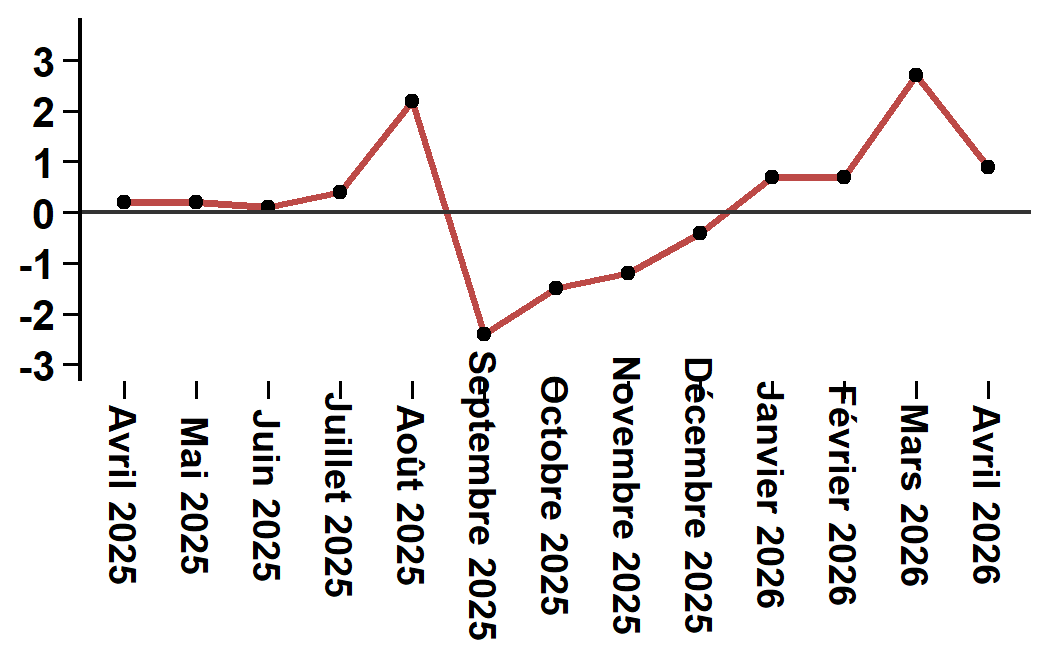 3
2
1
0
-1
-2
-3
Avril 2025
Mai 2025
Juin 2025
Juillet 2025
Août 2025
Septembre 2025
Octobre 2025
Novembre 2025
Décembre 2025
Janvier 2026
Février 2026
Mars 2026
Avril 2026